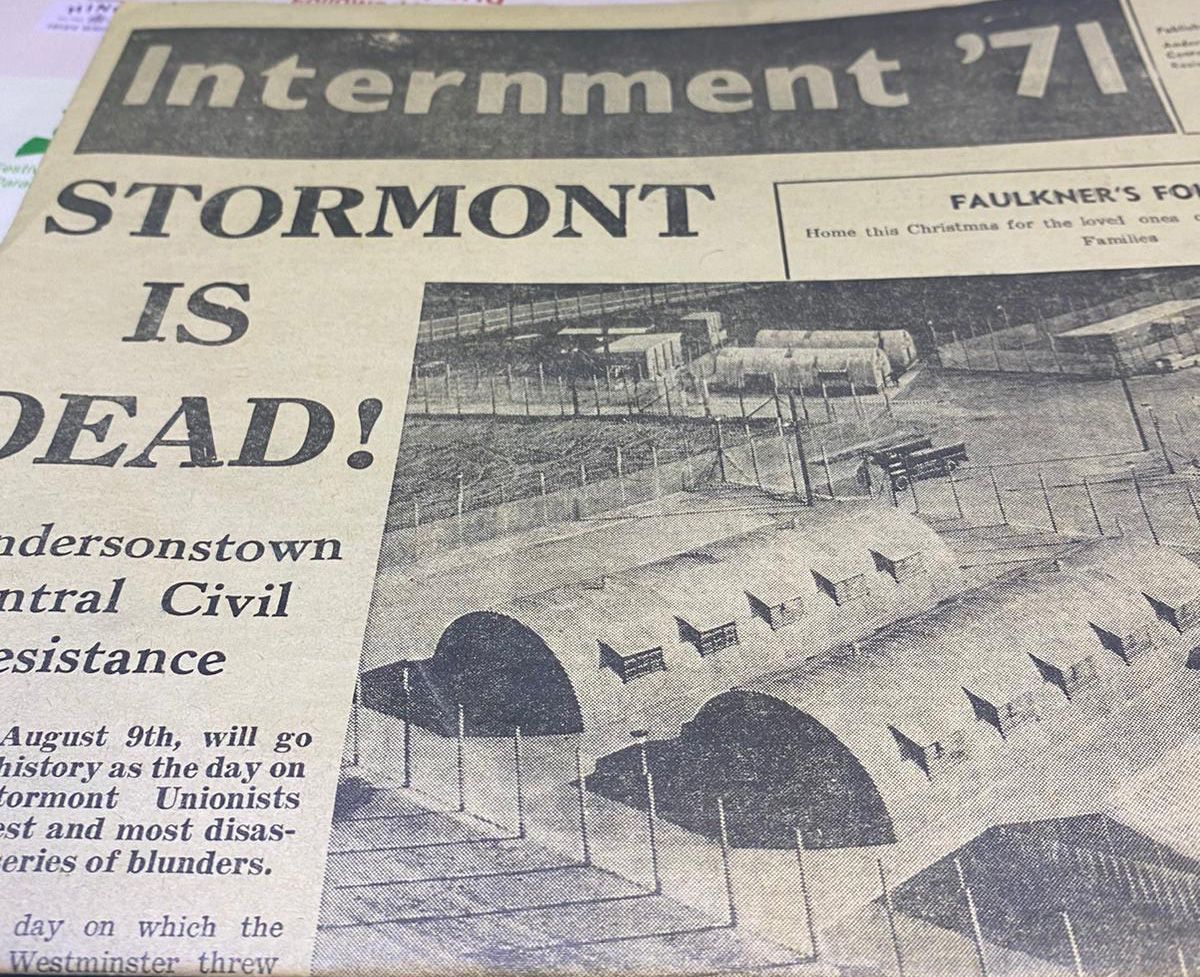 Internment '71
STORMONT
IS
DEAD!
FAULKNER'S
Home this Christmas for the loved ones
Families
ndersonstown
ntral Civil
esistance
August 9th, will go
history as the day on
tormont Unionists
est and most disas-
series of blunders.
day on which the
Westminster threw